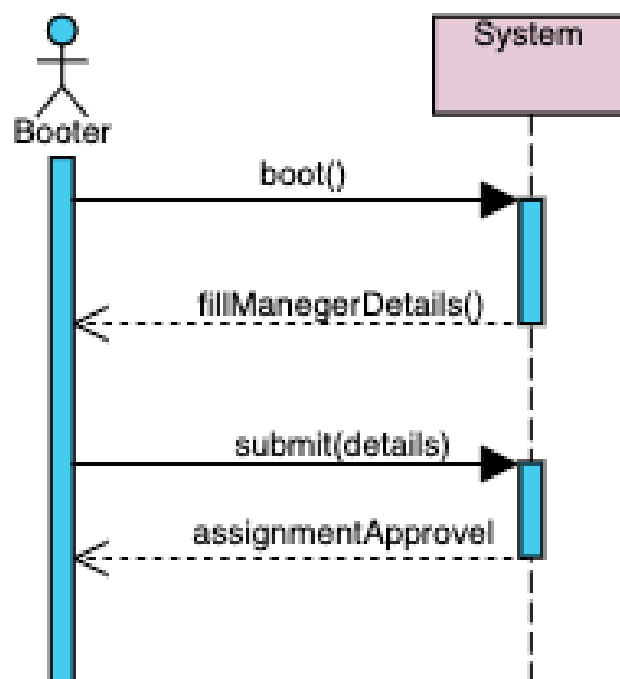 System
Booter
boot()
fillManegerDetails()
submit(details)
assignmentApprovel